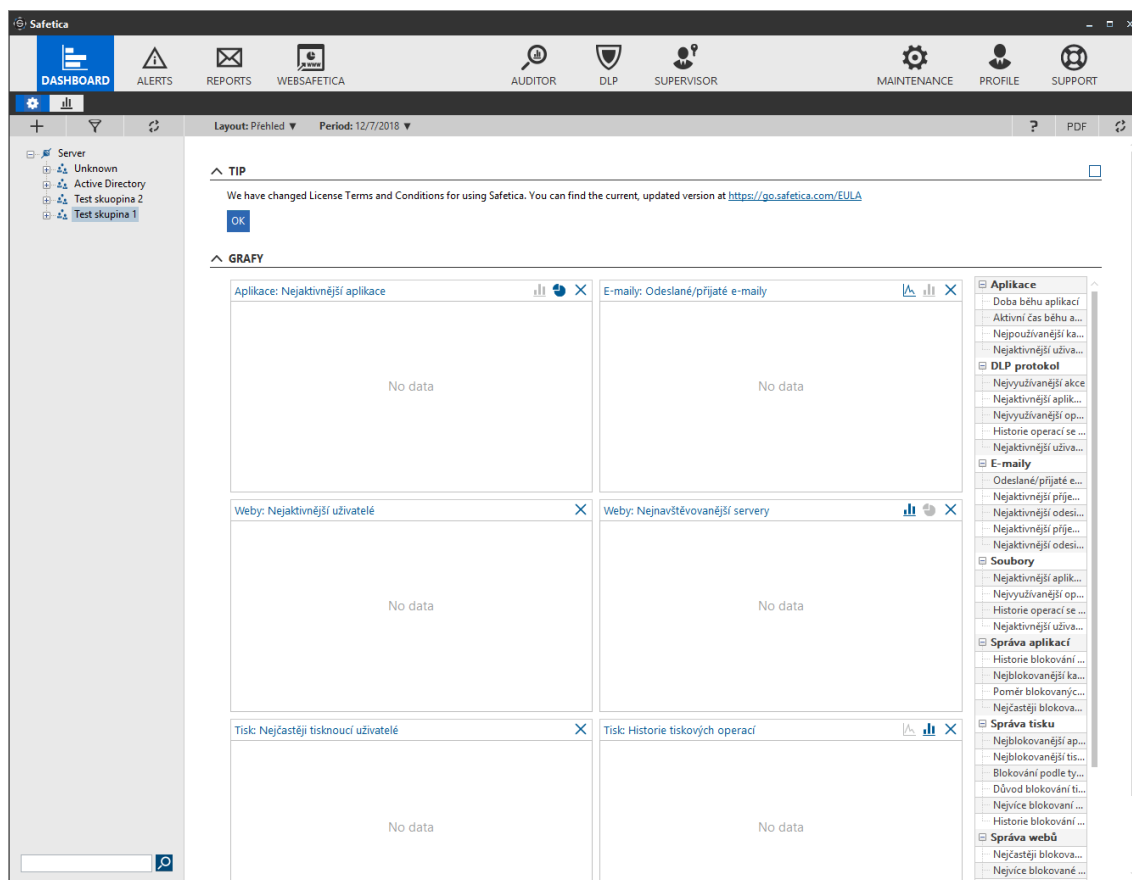 Safetica
DASHBOARD
ALERTS
REPORTS
WEBSAFETICA
AUDITOR
DLP
SUPERVISOR
MAINTENANCE
PROFILE
SUPPORT
Layout: Přehled ▼ Period: 12/7/2018 ▼
? PDF
Server
Unknown
Active Directory
Test skuopina 2
Test skupina 1
TIP
We have changed License Terms and Conditions for using Safetica. You can find the current, updated version at https://go.safetica.com/EULA
OK
GRAFY
Aplikace: Nejaktivnější aplikace
No data
E-maily: Odeslané/přijaté e-maily
No data
Weby: Nejaktivnější uživatelé
No data
Weby: Nejnavštěvovanější servery
No data
Tisk: Nejčastěji tisknoucí uživatelé
No data
Tisk: Historie tiskových operací
No data
Aplikace
Doba běhu aplikací
Aktivní čas běhu a...
Nejpoužívanější ka...
Nejaktivnější uživa...
DLP protokol
Nejvyužívanější akce
Nejaktivnější aplik...
Nejvyužívanější op...
Historie operací se ...
Nejaktivnější uživa...
E-maily
Odeslané/přijaté e...
Nejaktivnější příje...
Nejaktivnější odesi...
Nejaktivnější příje...
Nejaktivnější odesi...
Soubory
Nejaktivnější aplik...
Nejvyužívanější op...
Historie operací se ...
Nejaktivnější uživa...
Správa aplikací
Historie blokování ...
Nejblokovanější ka...
Poměr blokovanýc...
Nejčastěji blokova...
Správa tisku
Nejblokovanější ap...
Nejblokovanější tis...
Blokování podle ty...
Důvod blokování ti...
Nejvíce blokovaní ...
Historie blokování ...
Správa webů
Nejčastěji blokova...
Nejvíce blokované ...